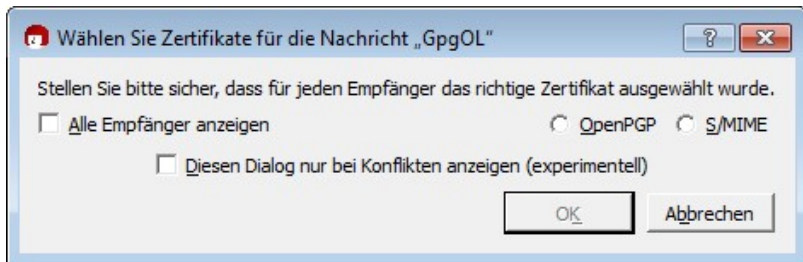 Wählen Sie Zertifikate für die Nachricht „GpgOL“
Stellen Sie bitte sicher, dass für jeden Empfänger das richtige Zertifikat ausgewählt wurde.
Alle Empfänger anzeigen OpenPGP S/MIME
Diesen Dialog nur bei Konflikten anzeigen (experimentell)
OK Abbrechen